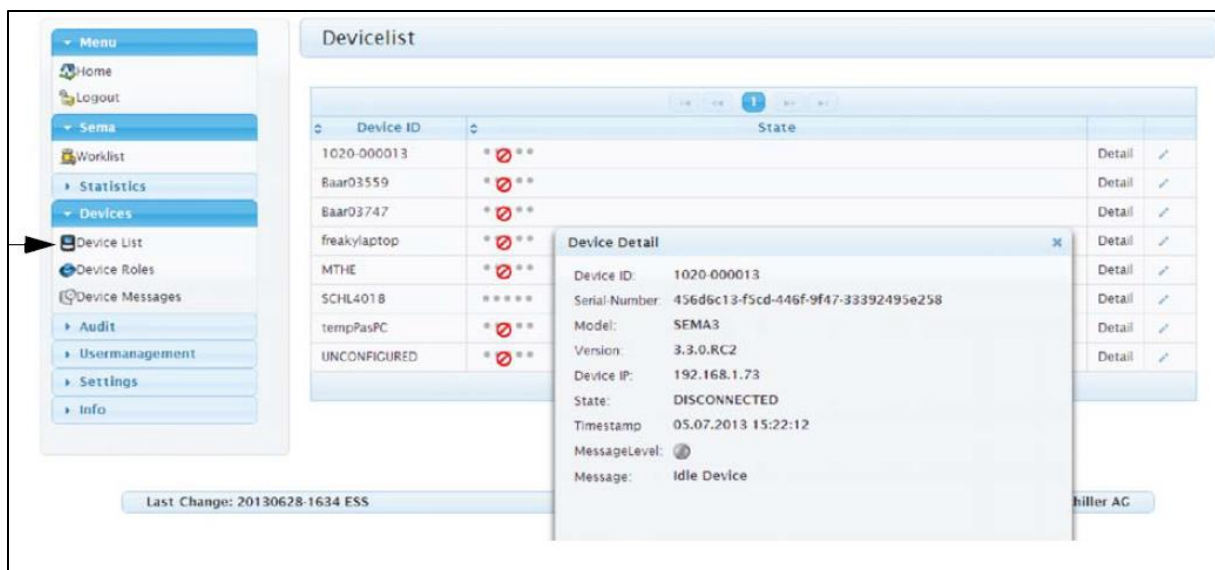 Menu
Home
Logout
Sema
Worklist
Statistics
Devices
Device List
Device Roles
Device Messages
Audit
Usermanagement
Settings
Info
Devicelist
1
Device ID State
1020-000013 Detail
Baar03559 Detail
Baar03747 Detail
freakylaptop Detail
MTHE Detail
SCHL4018 Detail
tempPasPC Detail
UNCONFIGURED Detail
Device Detail
Device ID: 1020-000013
Serial-Number: 456d6c13-f5cd-446f-9f47-33392495e258
Model: SEMA3
Version: 3.3.0.RC2
Device IP: 192.168.1.73
State: DISCONNECTED
Timestamp 05.07.2013 15:22:12
MessageLevel:
Message: Idle Device
Last Change: 20130628-1634 ESS
hiller AG